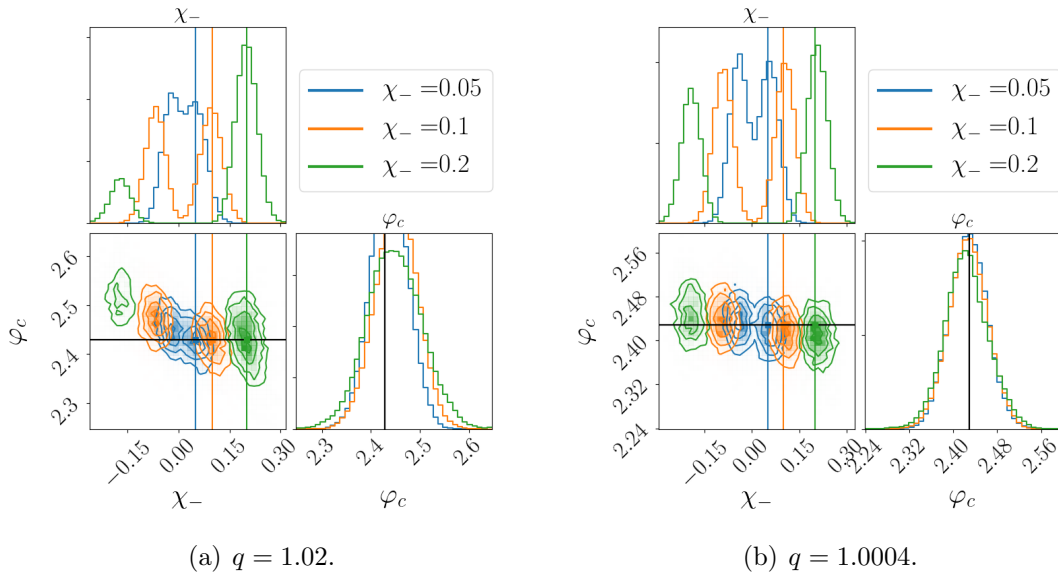 χ₋
χ₋ =0.05
χ₋ =0.1
χ₋ =0.2
φc
2.6
2.5
2.4
2.3
φc
−0.15
0.00
0.15
0.30
χ₋
2.3
2.4
2.5
2.6
φc
(a) q = 1.02.
χ₋
χ₋ =0.05
χ₋ =0.1
χ₋ =0.2
φc
2.56
2.48
2.40
2.32
2.24
φc
−0.15
0.00
0.15
0.30
χ₋
2.24
2.32
2.40
2.48
2.56
φc
(b) q = 1.0004.